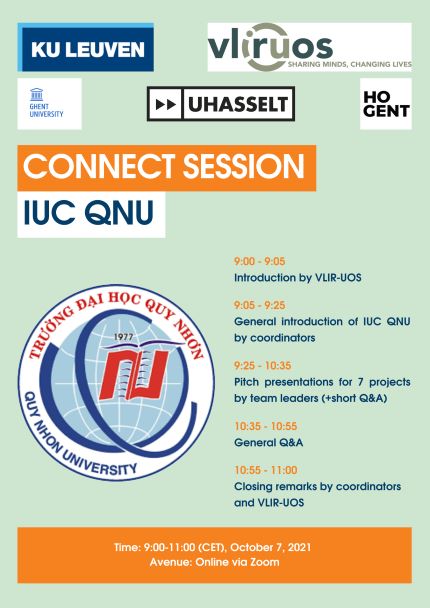 KU LEUVEN
vliruos
SHARING MINDS, CHANGING LIVES
GHENT
UNIVERSITY
UHASSELT
HO
GENT
CONNECT SESSION
IUC QNU
TRƯỜNG ĐẠI HỌC QUY NHƠN
1977
QUY NHON UNIVERSITY
9:00 - 9:05
Introduction by VLIR-UOS
9:05 - 9:25
General introduction of IUC QNU
by coordinators
9:25 - 10:35
Pitch presentations for 7 projects
by team leaders (+short Q&A)
10:35 - 10:55
General Q&A
10:55 - 11:00
Closing remarks by coordinators
and VLIR-UOS
Time: 9:00-11:00 (CET), October 7, 2021
Avenue: Online via Zoom